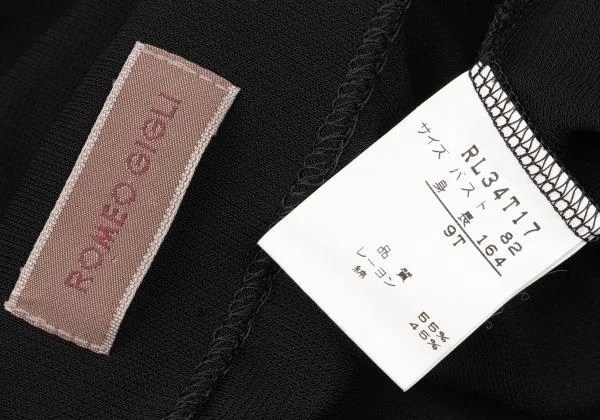 ROMEO GIGLI
RL34T17
サイズ バスト 82
身 長 164
9T
品 質
レーヨン 55%
綿 45%